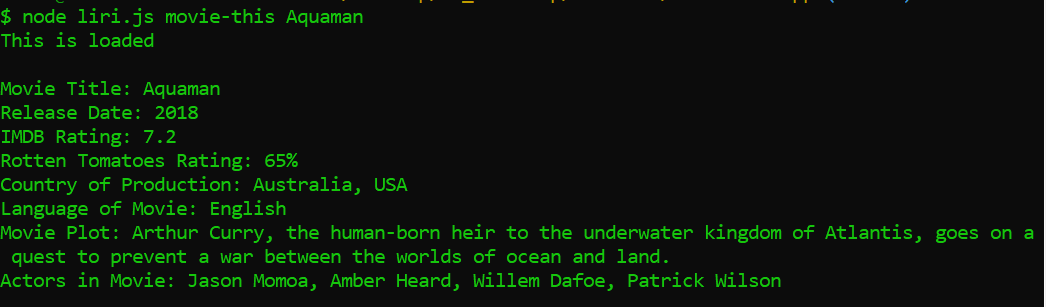 $ node liri.js movie-this Aquaman
This is loaded
Movie Title: Aquaman
Release Date: 2018
IMDB Rating: 7.2
Rotten Tomatoes Rating: 65%
Country of Production: Australia, USA
Language of Movie: English
Movie Plot: Arthur Curry, the human-born heir to the underwater kingdom of Atlantis, goes on a
quest to prevent a war between the worlds of ocean and land.
Actors in Movie: Jason Momoa, Amber Heard, Willem Dafoe, Patrick Wilson